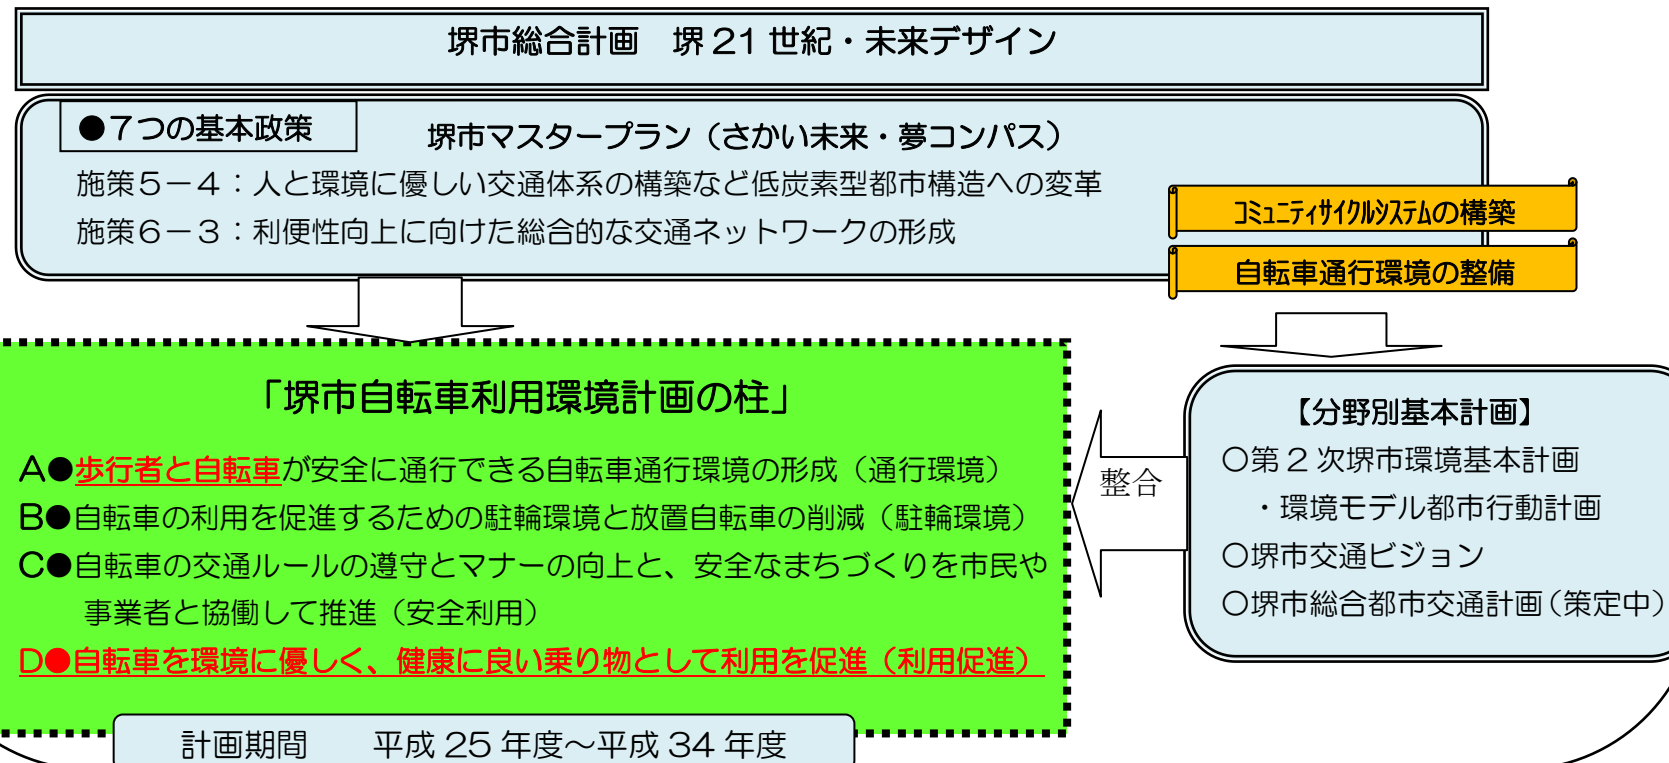 堺市総合計画　堺21世紀・未来デザイン
●7つの基本政策
堺市マスタープラン（さかい未来・夢コンパス）
施策5－4：人と環境に優しい交通体系の構築など低炭素型都市構造への変革
施策6－3：利便性向上に向けた総合的な交通ネットワークの形成
ｺﾐｭﾆﾃｨｻｲｸﾙｼｽﾃﾑの構築
自転車通行環境の整備
「堺市自転車利用環境計画の柱」
A●歩行者と自転車が安全に通行できる自転車通行環境の形成（通行環境）
B●自転車の利用を促進するための駐輪環境と放置自転車の削減（駐輪環境）
C●自転車の交通ルールの遵守とマナーの向上と、安全なまちづくりを市民や
事業者と協働して推進（安全利用）
D●自転車を環境に優しく、健康に良い乗り物として利用を促進（利用促進）
計画期間　　平成25年度～平成34年度
整合
【分野別基本計画】
○第2次堺市環境基本計画
・環境モデル都市行動計画
○堺市交通ビジョン
○堺市総合都市交通計画（策定中）